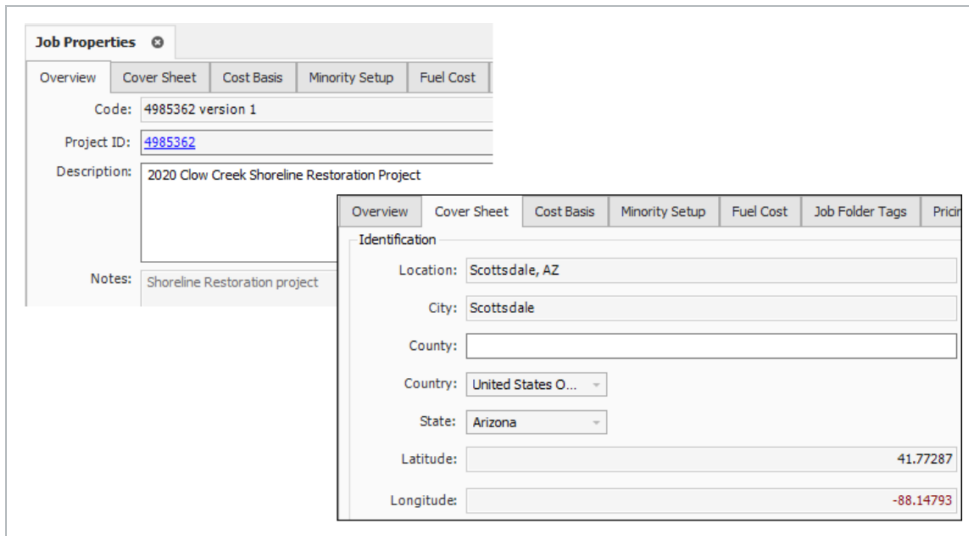 Job Properties
Overview Cover Sheet Cost Basis Minority Setup Fuel Cost
Code: 4985362 version 1
Project ID: 4985362
Description: 2020 Clow Creek Shoreline Restoration Project
Notes: Shoreline Restoration project
Overview Cover Sheet Cost Basis Minority Setup Fuel Cost Job Folder Tags Pricin
Identification
Location: Scottsdale, AZ
City: Scottsdale
County:
Country: United States O...
State: Arizona
Latitude: 41.77287
Longitude: -88.14793